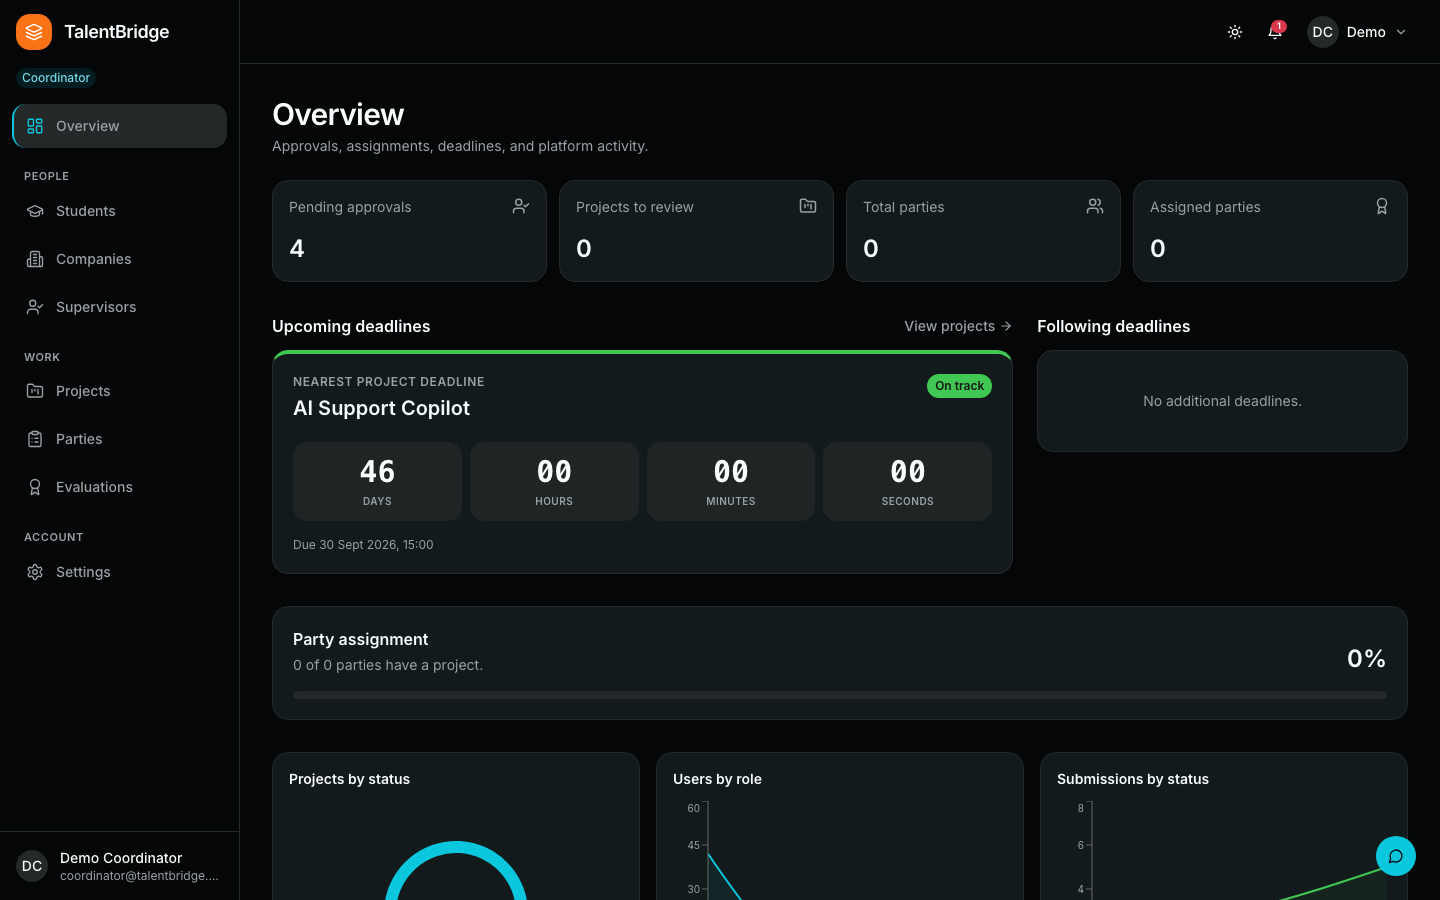 TalentBridge
Coordinator
Overview
PEOPLE
Students
Companies
Supervisors
WORK
Projects
Parties
Evaluations
ACCOUNT
Settings
DC
Demo Coordinator
coordinator@talentbridge....
1
DC
Demo
Overview
Approvals, assignments, deadlines, and platform activity.
Pending approvals
4
Projects to review
0
Total parties
0
Assigned parties
0
Upcoming deadlines
View projects →
NEAREST PROJECT DEADLINE
On track
AI Support Copilot
46
DAYS
00
HOURS
00
MINUTES
00
SECONDS
Due 30 Sept 2026, 15:00
Following deadlines
No additional deadlines.
Party assignment
0 of 0 parties have a project.
0%
Projects by status
Users by role
60
45
30
Submissions by status
8
6
4